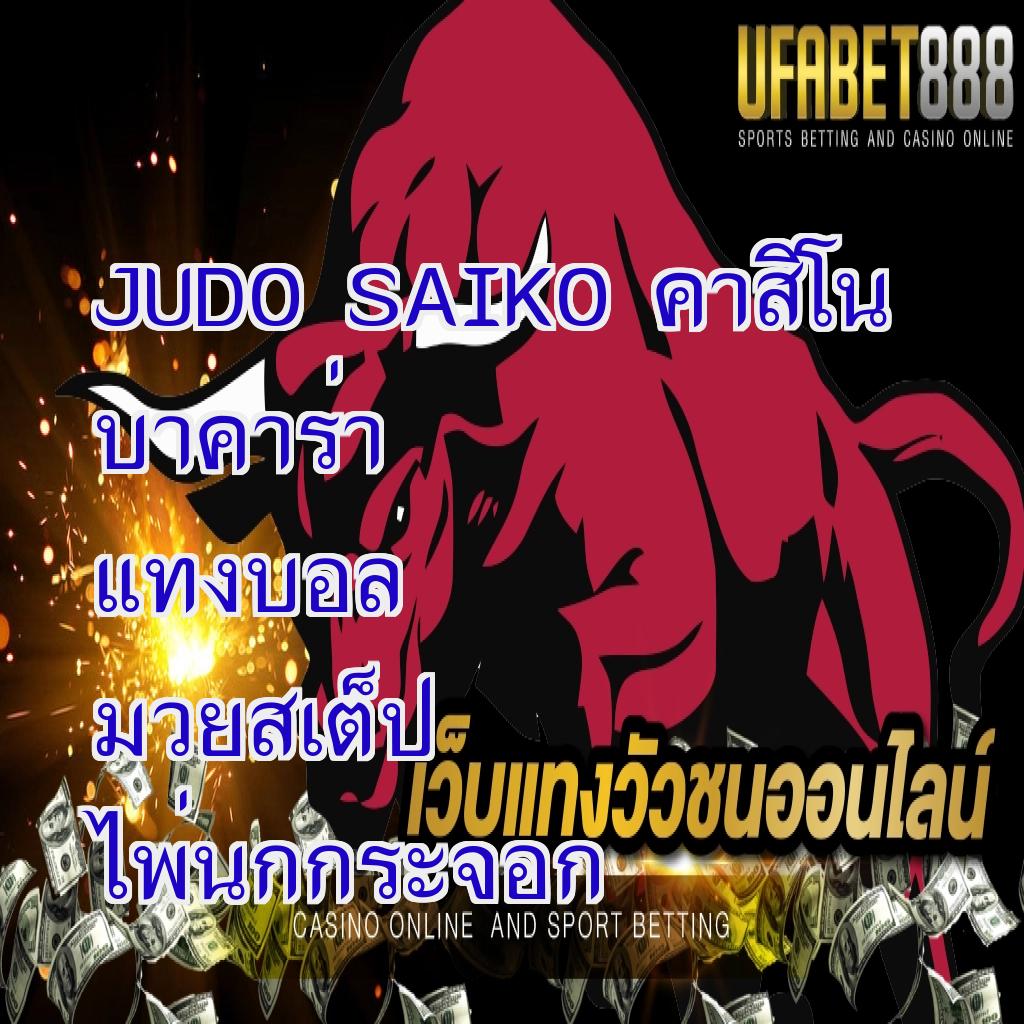 UFABET888
SPORTS BETTING AND CASINO ONLINE
JUDO SAIKO คาสิโน
บาคาร่า
แทงบอล
มวยสเต็ป
เว็บแทงวัวชนออนไลน์
ไพ่นกกระจอก
CASINO ONLINE AND SPORT BETTING